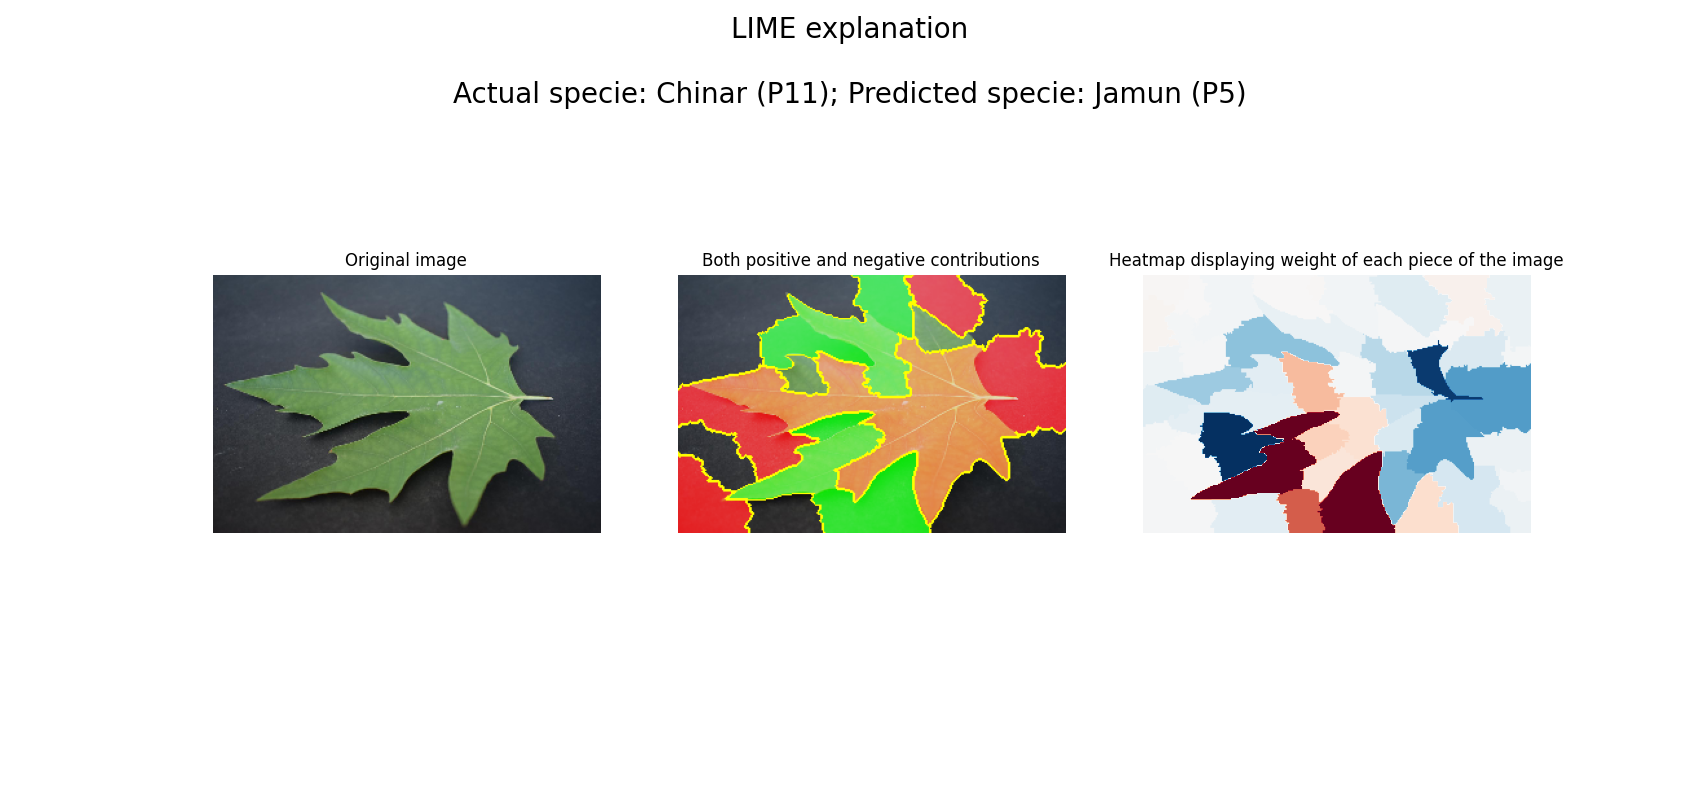 LIME explanation
Actual specie: Chinar (P11); Predicted specie: Jamun (P5)
Original image
Both positive and negative contributions
Heatmap displaying weight of each piece of the image